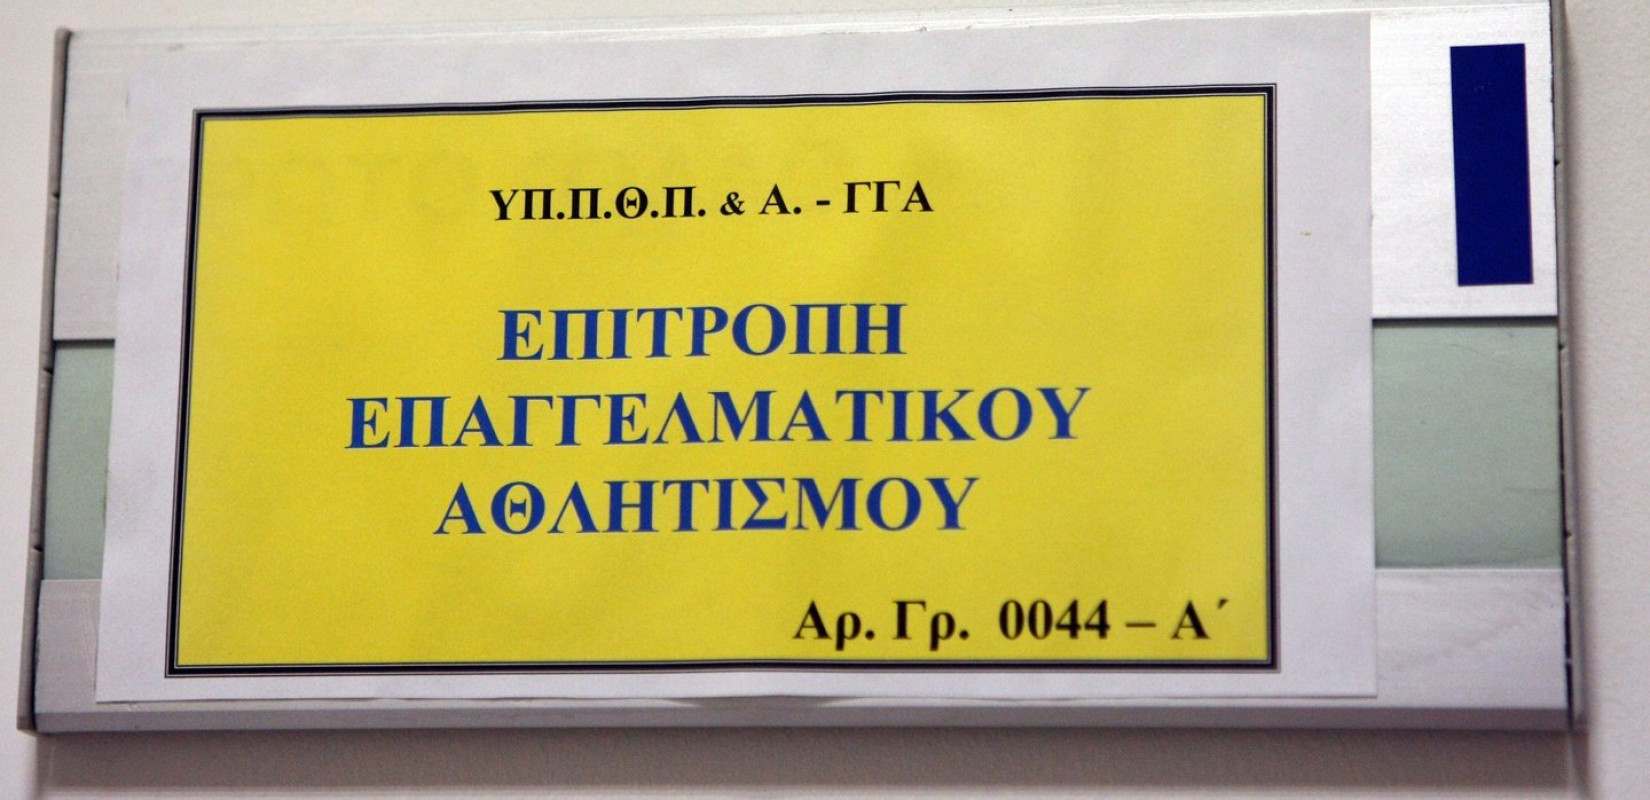 ΥΠ.Π.Θ.Π. & Α. - ΓΓΑ
ΕΠΙΤΡΟΠΗ
ΕΠΑΓΓΕΛΜΑΤΙΚΟΥ
ΑΘΛΗΤΙΣΜΟΥ
Αρ. Γρ. 0044 – Α΄